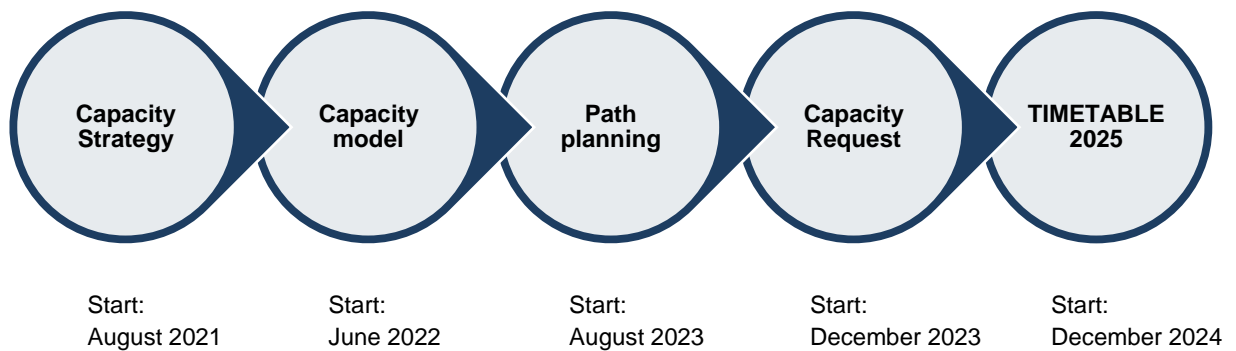 Capacity
Strategy
Capacity
model
Path
planning
Capacity
Request
TIMETABLE
2025
Start:
August 2021
Start:
June 2022
Start:
August 2023
Start:
December 2023
Start:
December 2024